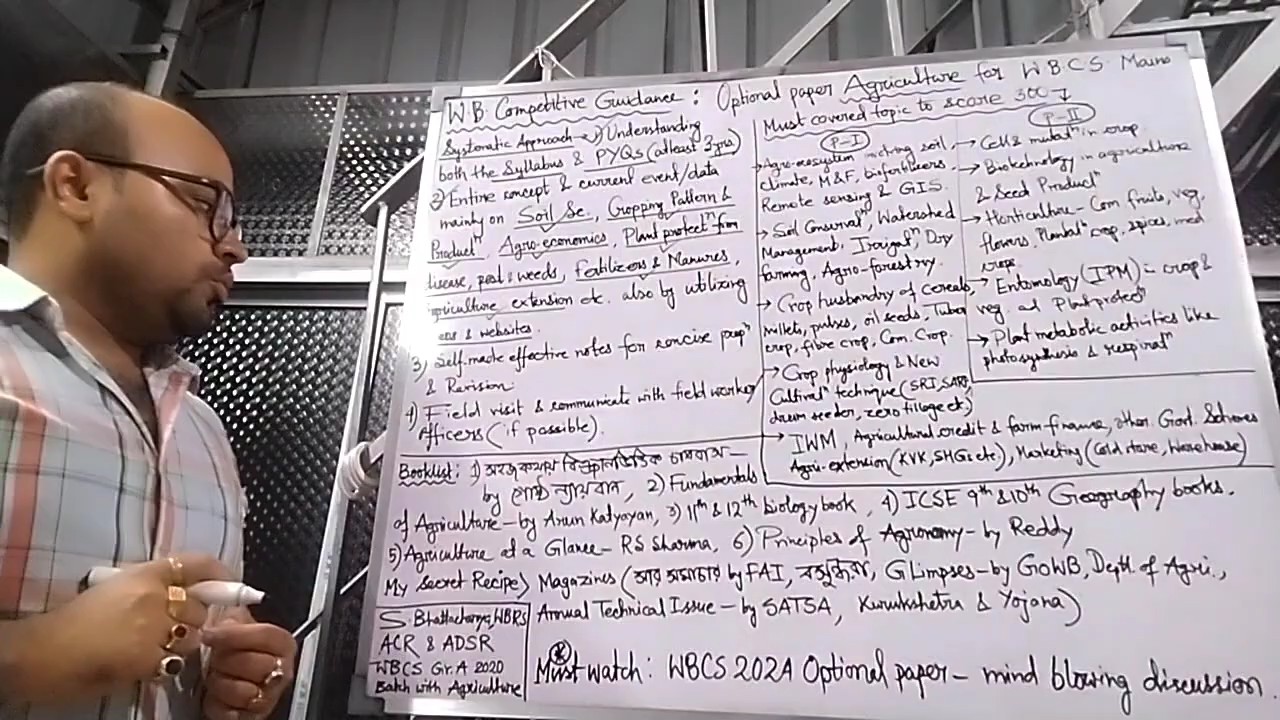 W.B. Competitive Guidance: Optional paper Agriculture for W.B.C.S. Mains
Systematic Approach → 1) Understanding
both the Syllabus & PYQs (atleast 3 yrs)
2) Entire concept & current event/data
mainly on Soil Sc., Cropping Pattern &
Productⁿ, Agro-economics, Plant protectⁿ from
disease, pest & weeds, Fertilizers & Manures,
agriculture extension etc. also by utilizing
& websites.
3) Self-made effective notes for concise prepⁿ
& Revision
4) Field visit & communicate with field worker/
officers (if possible).
Must covered topic to score 300
P-I
→ Agro-ecosystem including soil,
climate, M&F, biofertilisers,
Remote sensing & GIS.
→ Soil Conservatⁿ, Watershed
Management, Irrigatⁿ, Dry
farming, Agro-forestry.
→ Crop husbandry of cereals,
millets, pulses, oil seeds, Tuber
crop, fibre crop, Com. Crop.
→ Crop physiology & New
Cultivatⁿ technique (SRI, SARI,
drum seeder, zero tillage etc)
→ IWM, Agricultural credit & farm finance, other Govt. Schemes
Agri-extension (KVK, SHGs etc), Marketing (Cold store, Warehouse)
P-II
→ Cell & mutatⁿ in crop
→ Biotechnology in agriculture
& Seed Productⁿ
→ Horticulture - Com fruits, veg,
flowers, Plantatⁿ crop, spices, med
crops
→ Entomology (IPM) - crop &
veg. and Plant protectⁿ
→ Plant metabolic activities like
photosynthesis & respiratⁿ
Booklist: 1) সহজকথায় বিজ্ঞানভিত্তিক চাষবাস -
by গোষ্ঠ ন্যায়বান, 2) Fundamentals
of Agriculture - by Arun Katyayan, 3) 11th & 12th biology book, 4) ICSE 9th & 10th Geography books.
5) Agriculture at a Glance - RS Sharma, 6) Principles of Agronomy - by Reddy
My Secret Recipe) Magazines (সার সমাচার by FAI, বসুন্ধরা, GLimpses - by GoWB, Deptt. of Agri.,
Annual Technical Issue - by SATSA, Kurukshetra & Yojana)
S. Bhattacharya, WBRS
ACR & ADSR
WBCS Gr. A 2020
Batch with Agriculture
Must watch: WBCS 2024 Optional paper - mind blowing discussion.